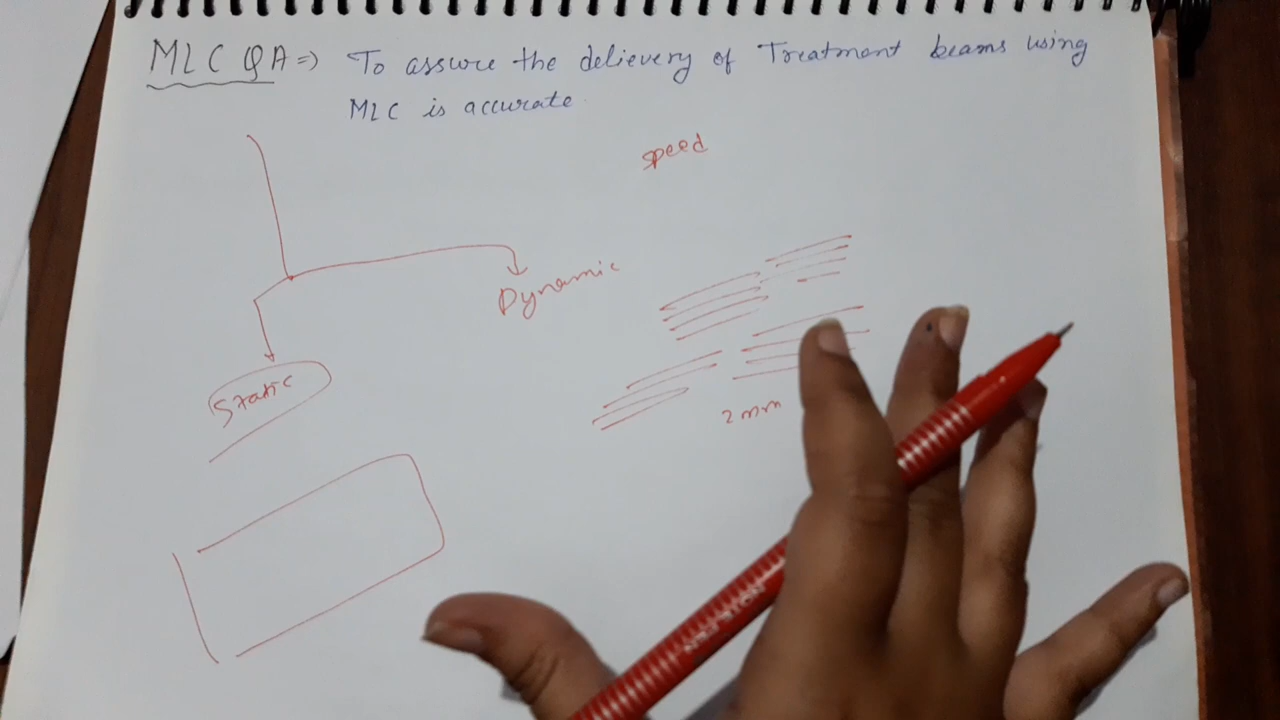 MLC QA => To assure the delievery of Treatment beams using
MLC is accurate
speed
Dynamic
Static
2mm